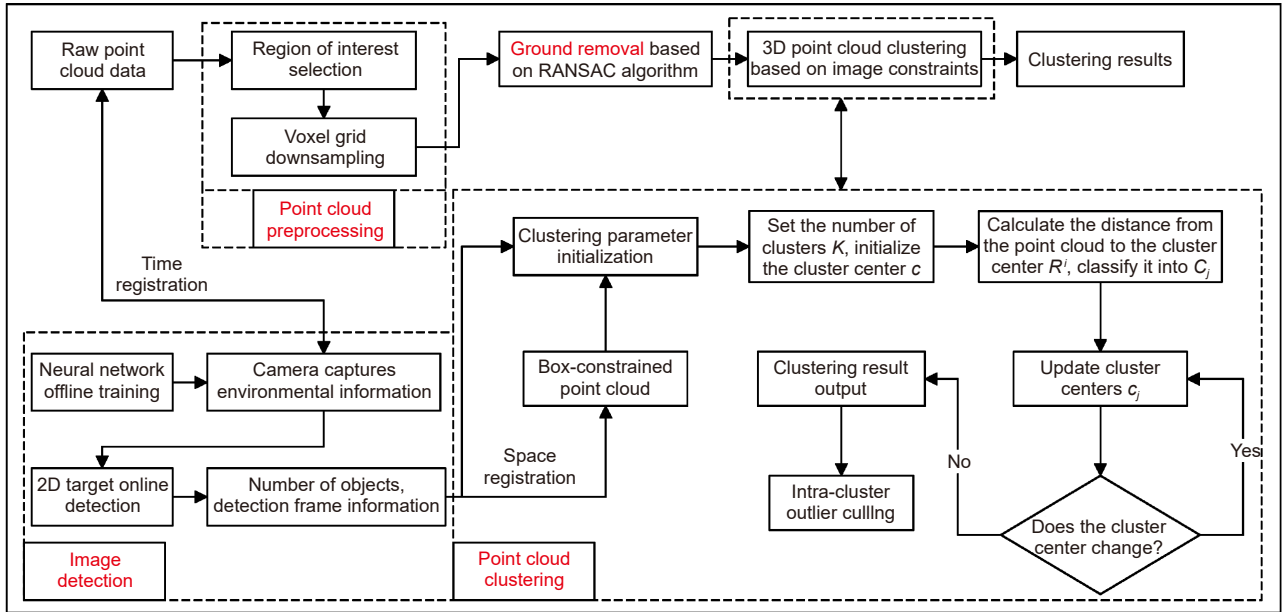 Raw point
cloud data
Region of interest
selection
Voxel grid
downsampling
Point cloud
preprocessing
Ground removal based
on RANSAC algorithm
3D point cloud clustering
based on image constraints
Clustering results
Time
registration
Clustering parameter
initialization
Set the number of
clusters K, initialize
the cluster center c
Calculate the distance from
the point cloud to the cluster
center Rⁱ, classify it into Cⱼ
Neural network
offline training
Camera captures
environmental information
Box-constrained
point cloud
Clustering result
output
Update cluster
centers cⱼ
2D target online
detection
Number of objects,
detection frame information
Space
registration
No
Yes
Intra-cluster
outlier cullng
Does the cluster
center change?
Image
detection
Point cloud
clustering